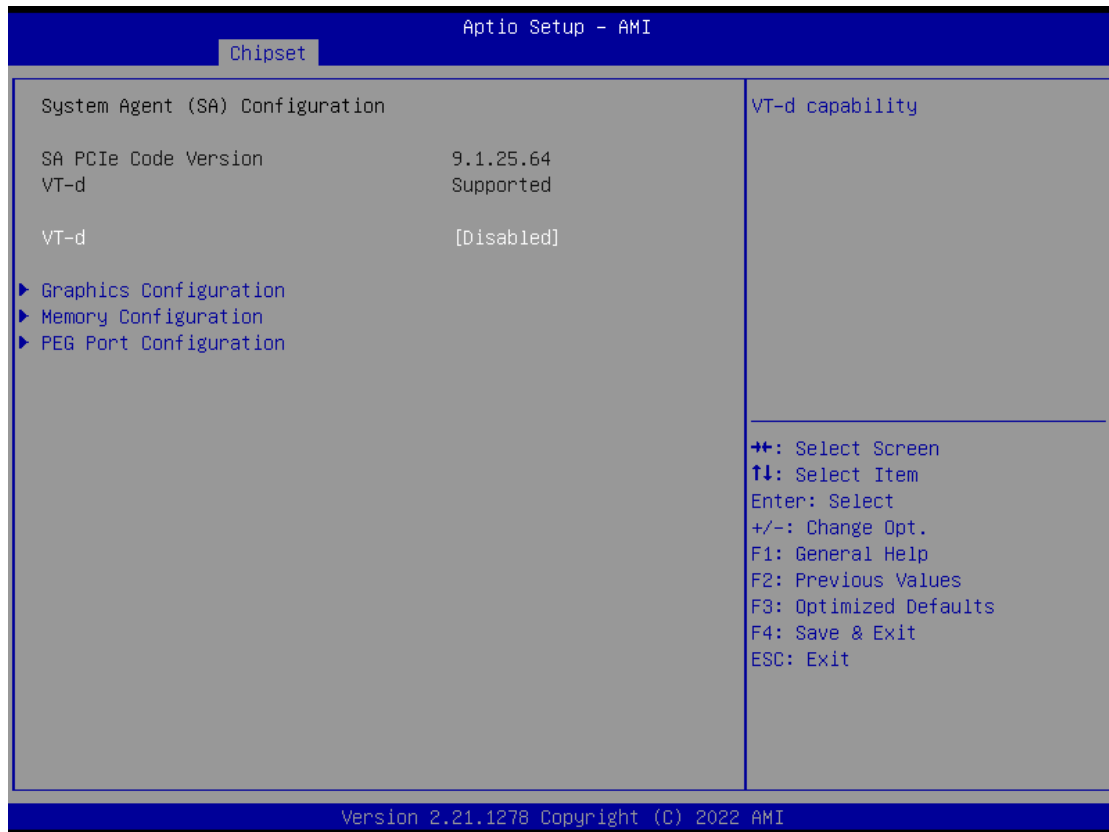 Aptio Setup – AMI
Chipset
System Agent (SA) Configuration
SA PCIe Code Version 9.1.25.64
VT-d Supported
VT-d [Disabled]
▶ Graphics Configuration
▶ Memory Configuration
▶ PEG Port Configuration
VT-d capability
→←: Select Screen
↑↓: Select Item
Enter: Select
+/-: Change Opt.
F1: General Help
F2: Previous Values
F3: Optimized Defaults
F4: Save & Exit
ESC: Exit
Version 2.21.1278 Copyright (C) 2022 AMI